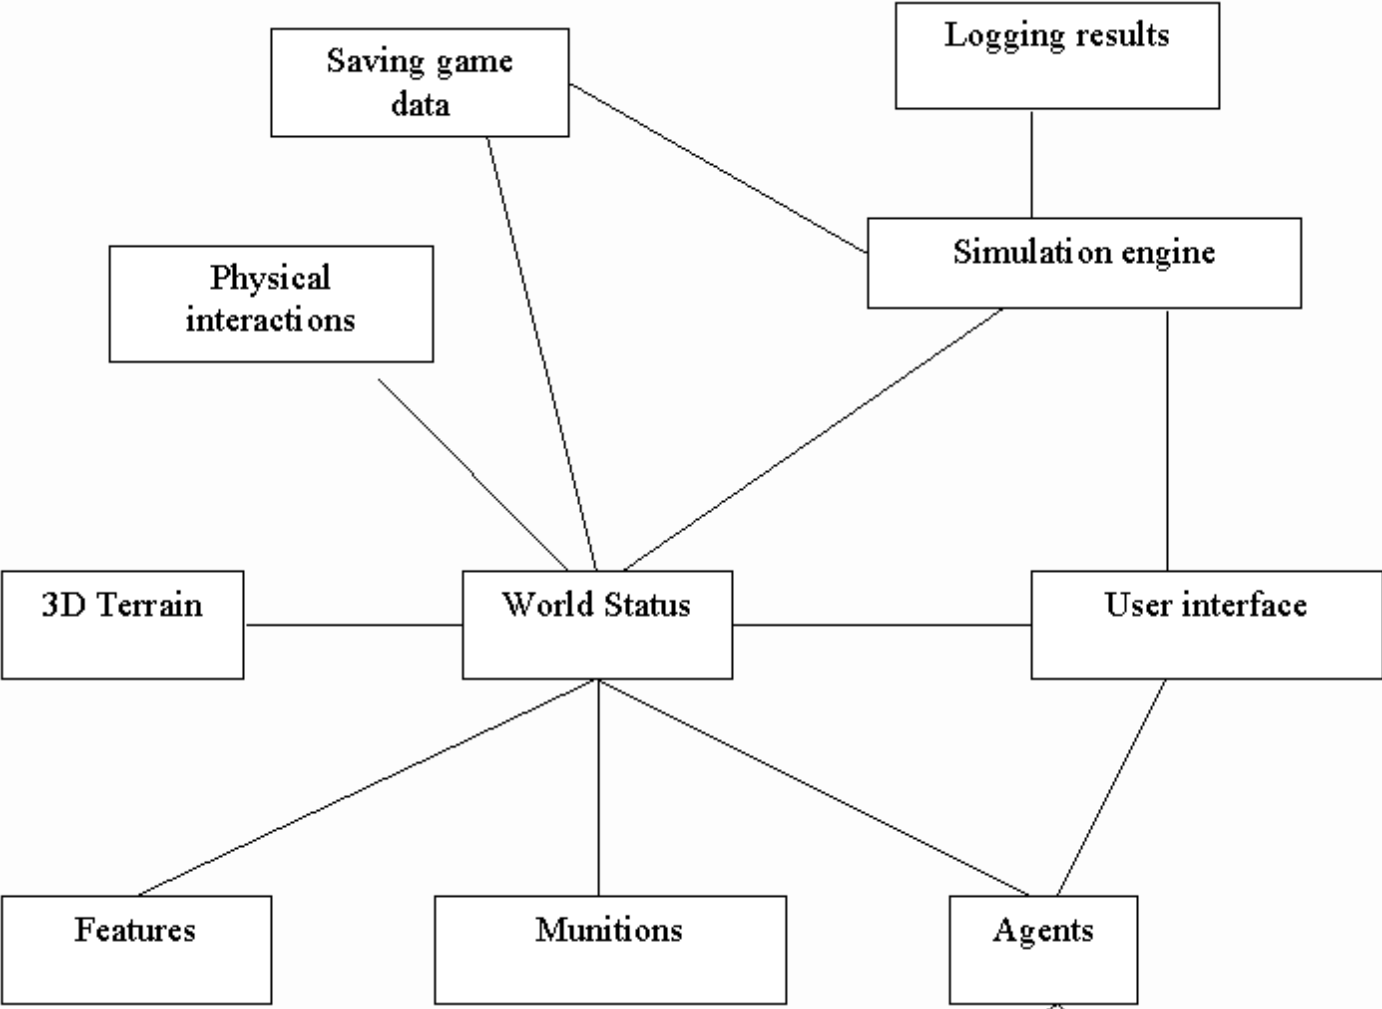 Logging results
Saving game
data
Simulation engine
Physical
interactions
3D Terrain
World Status
User interface
Features
Munitions
Agents